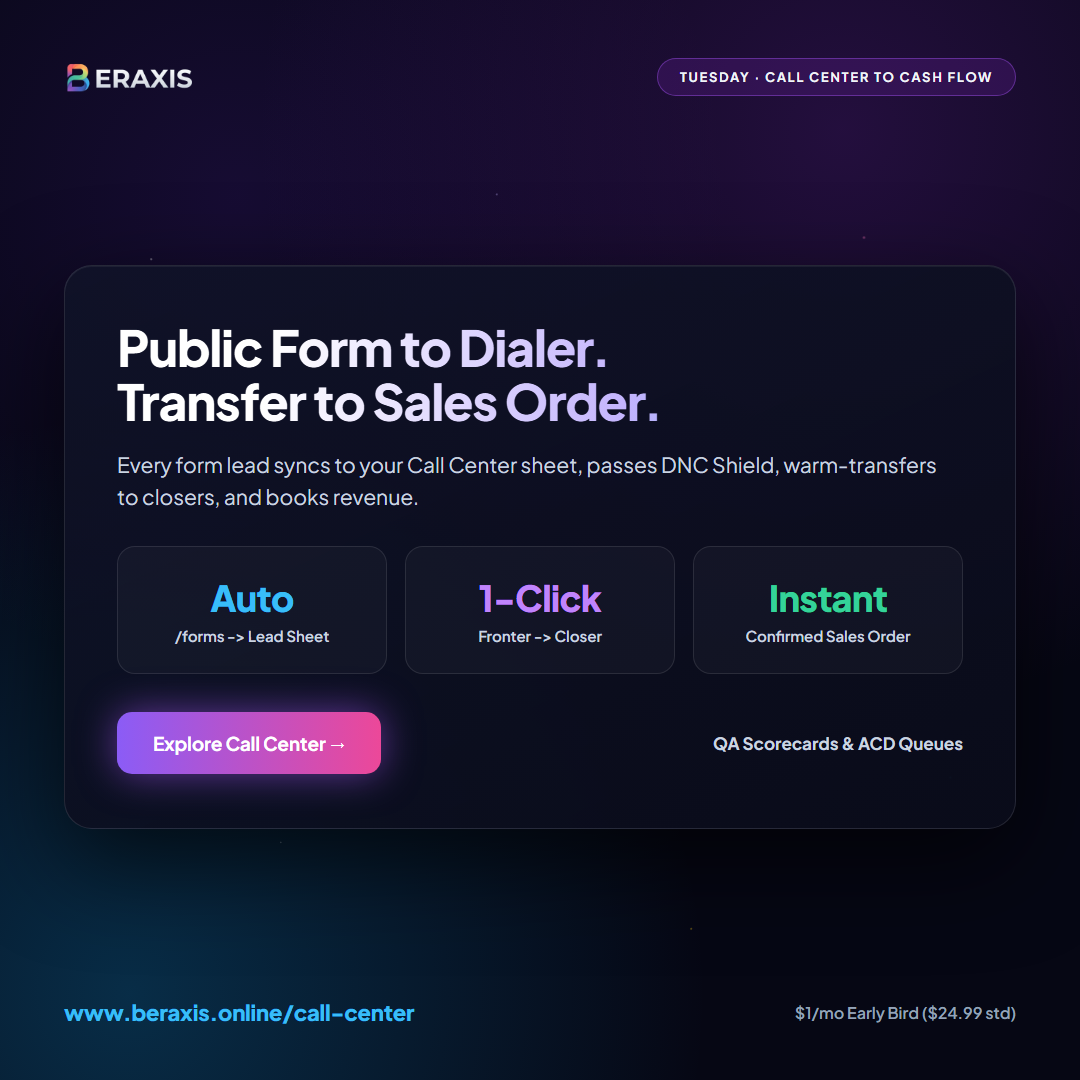 BERAXIS
TUESDAY · CALL CENTER TO CASH FLOW
Public Form to Dialer.
Transfer to Sales Order.
Every form lead syncs to your Call Center sheet, passes DNC Shield, warm-transfers
to closers, and books revenue.
Auto
/forms -> Lead Sheet
1-Click
Fronter -> Closer
Instant
Confirmed Sales Order
Explore Call Center →
QA Scorecards & ACD Queues
www.beraxis.online/call-center
$1/mo Early Bird ($24.99 std)